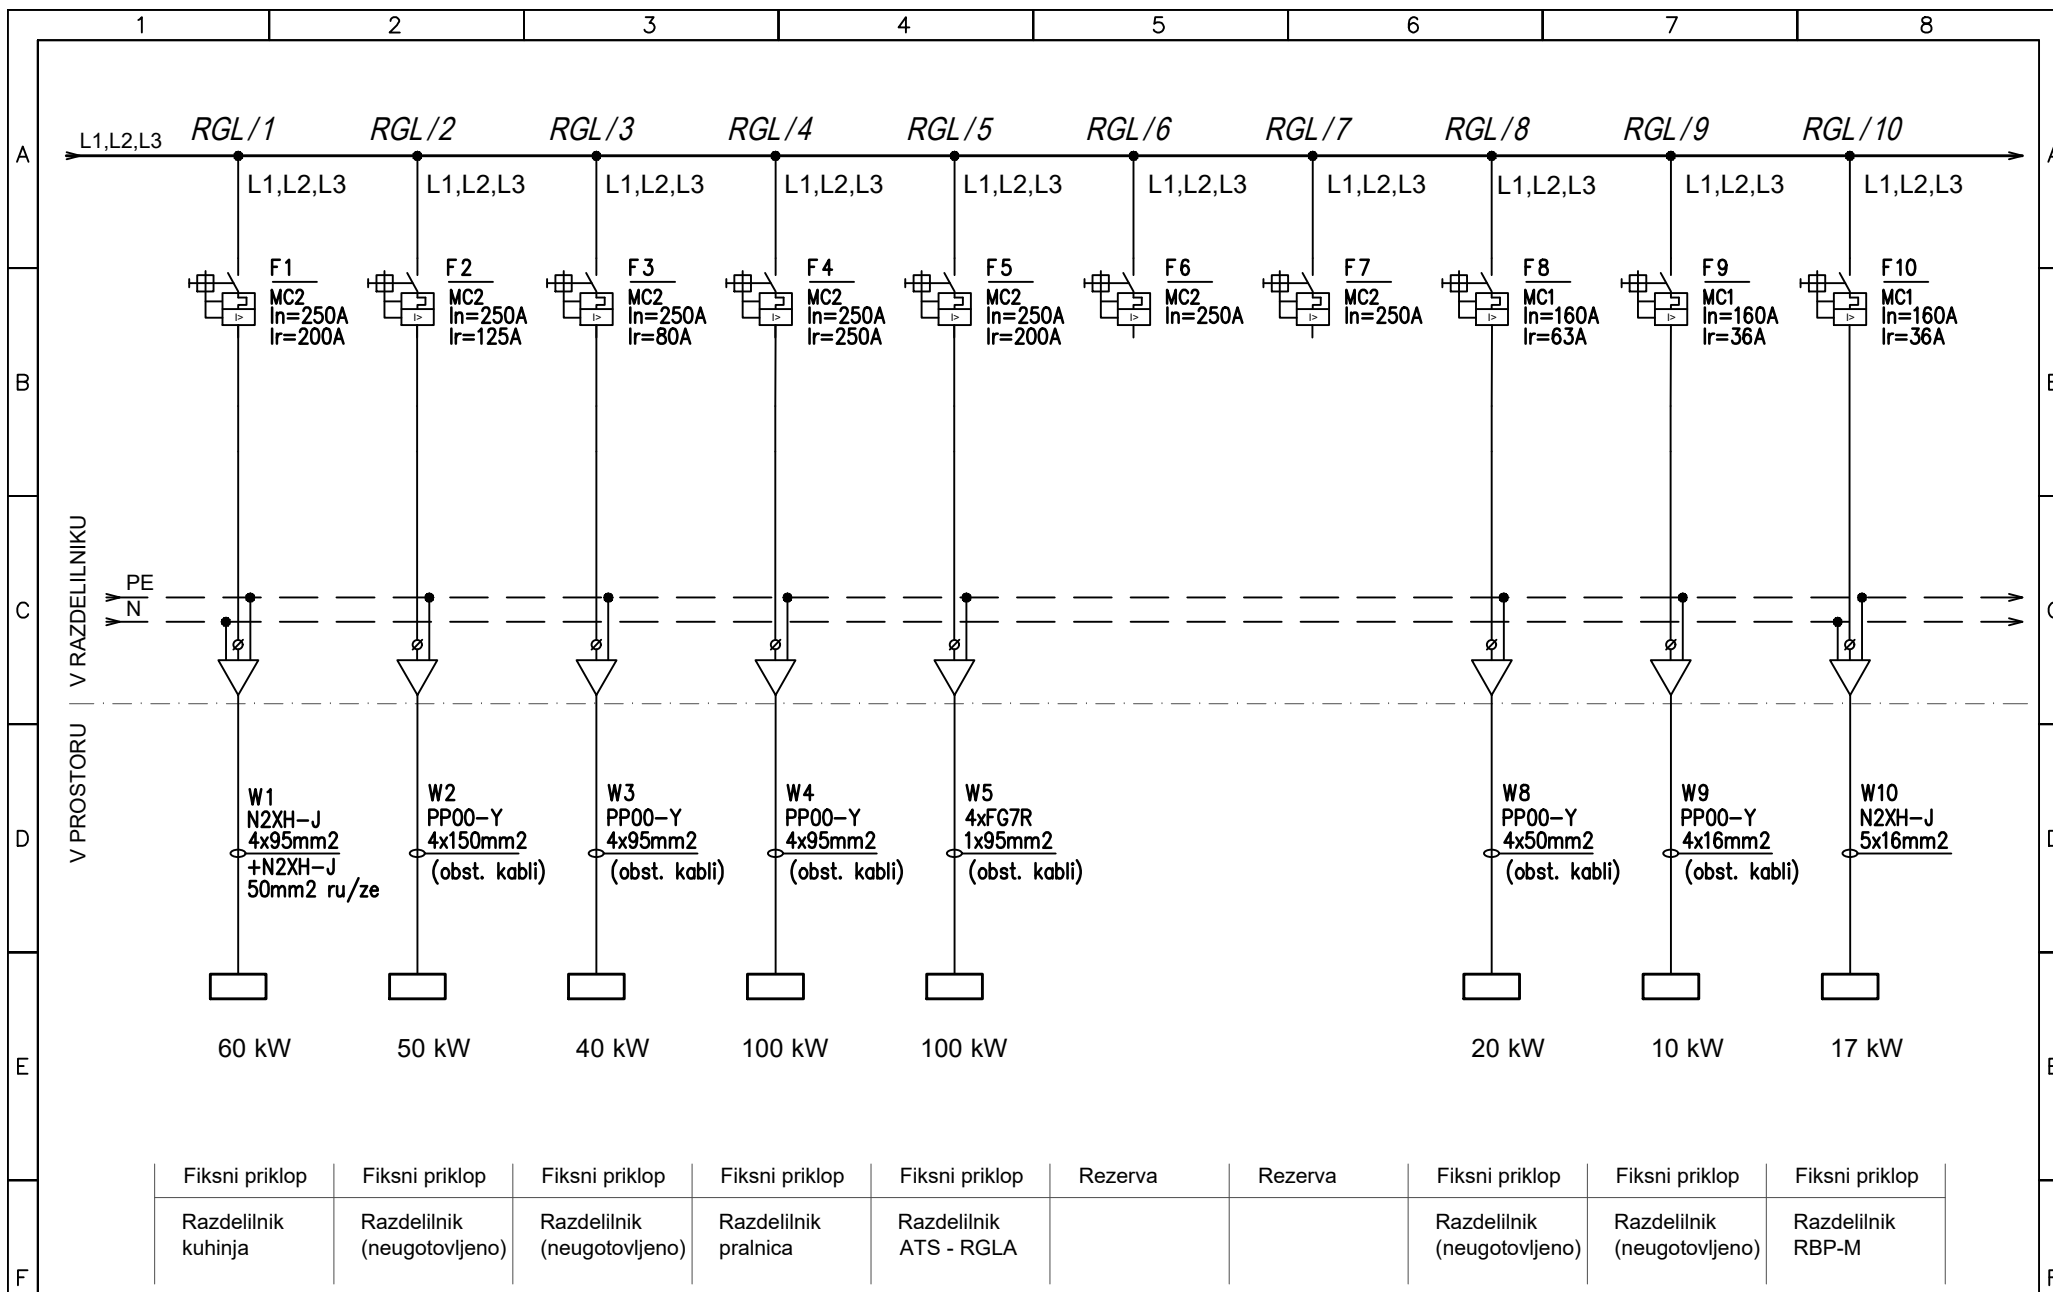 1 2 3 4 5 6 7 8
RGL/1 RGL/2 RGL/3 RGL/4 RGL/5 RGL/6 RGL/7 RGL/8 RGL/9 RGL/10
L1,L2,L3
A
L1,L2,L3 L1,L2,L3 L1,L2,L3 L1,L2,L3 L1,L2,L3 L1,L2,L3 L1,L2,L3 L1,L2,L3 L1,L2,L3 L1,L2,L3
F1
MC2
In=250A
Ir=200A
I>
F2
MC2
In=250A
Ir=125A
I>
F3
MC2
In=250A
Ir=80A
I>
F4
MC2
In=250A
Ir=250A
I>
F5
MC2
In=250A
Ir=200A
I>
F6
MC2
In=250A
I>
F7
MC2
In=250A
I>
F8
MC1
In=160A
Ir=63A
I>
F9
MC1
In=160A
Ir=36A
I>
F10
MC1
In=160A
Ir=36A
I>
B
V RAZDELILNIKU
PE
N
C
V PROSTORU
D
W1
N2XH-J
4x95mm2
+N2XH-J
50mm2 ru/ze
W2
PP00-Y
4x150mm2
(obst. kabli)
W3
PP00-Y
4x95mm2
(obst. kabli)
W4
PP00-Y
4x95mm2
(obst. kabli)
W5
4xFG7R
1x95mm2
(obst. kabli)
W8
PP00-Y
4x50mm2
(obst. kabli)
W9
PP00-Y
4x16mm2
(obst. kabli)
W10
N2XH-J
5x16mm2
60 kW 50 kW 40 kW 100 kW 100 kW 20 kW 10 kW 17 kW
E
Fiksni priklop Fiksni priklop Fiksni priklop Fiksni priklop Fiksni priklop Rezerva Rezerva Fiksni priklop Fiksni priklop Fiksni priklop
Razdelilnik
kuhinja
Razdelilnik
(neugotovljeno)
Razdelilnik
(neugotovljeno)
Razdelilnik
pralnica
Razdelilnik
ATS - RGLA
Razdelilnik
(neugotovljeno)
Razdelilnik
(neugotovljeno)
Razdelilnik
RBP-M
F